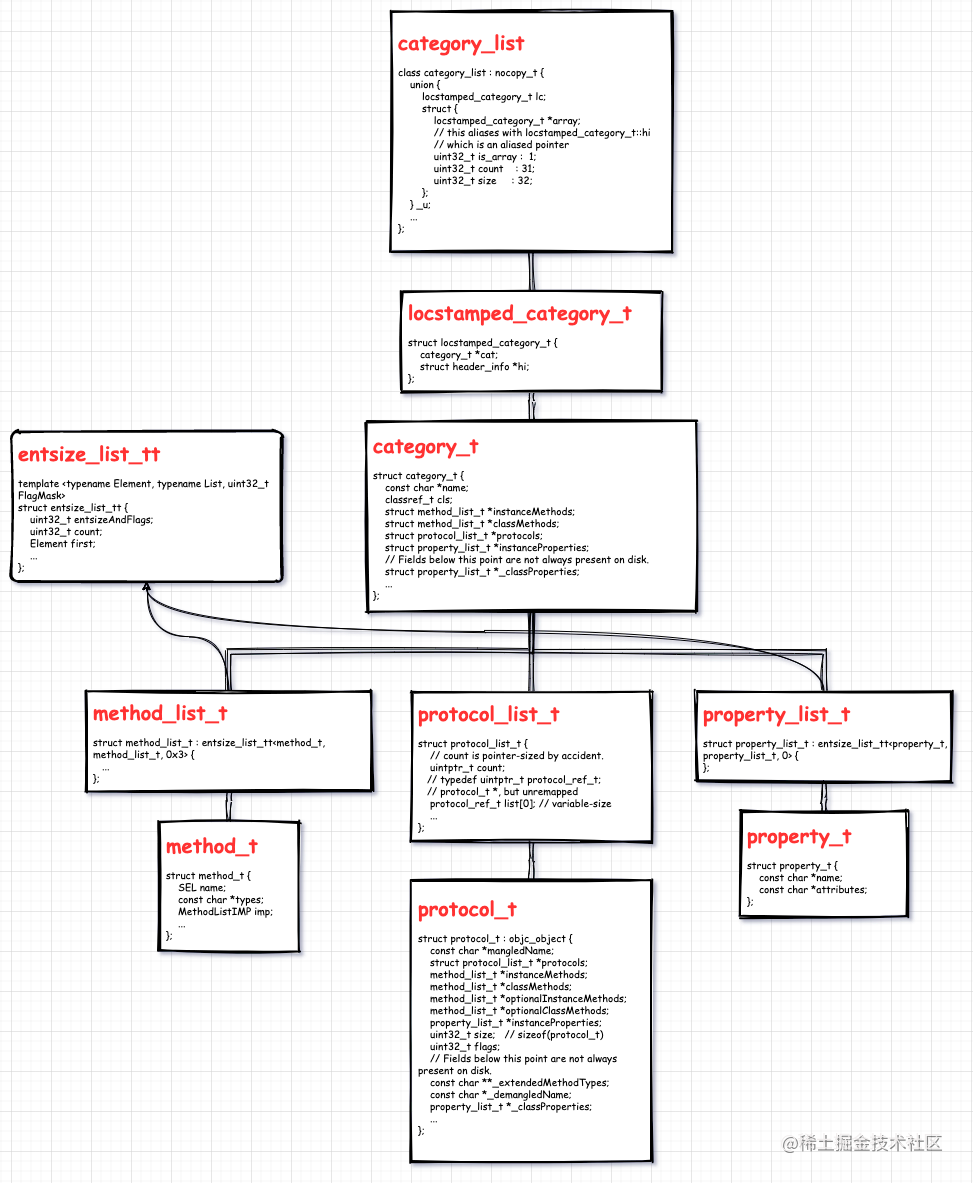 category_list
class category_list : nocopy_t {
union {
locstamped_category_t lc;
struct {
locstamped_category_t *array;
// this aliases with locstamped_category_t::hi
// which is an aliased pointer
uint32_t is_array : 1;
uint32_t count : 31;
uint32_t size : 32;
};
} _u;
...
};
locstamped_category_t
struct locstamped_category_t {
category_t *cat;
struct header_info *hi;
};
entsize_list_tt
template <typename Element, typename List, uint32_t
FlagMask>
struct entsize_list_tt {
uint32_t entsizeAndFlags;
uint32_t count;
Element first;
...
};
category_t
struct category_t {
const char *name;
classref_t cls;
struct method_list_t *instanceMethods;
struct method_list_t *classMethods;
struct protocol_list_t *protocols;
struct property_list_t *instanceProperties;
// Fields below this point are not always present on disk.
struct property_list_t *_classProperties;
...
};
method_list_t
struct method_list_t : entsize_list_tt<method_t,
method_list_t, 0x3> {
...
};
protocol_list_t
struct protocol_list_t {
// count is pointer-sized by accident.
uintptr_t count;
// typedef uintptr_t protocol_ref_t;
// protocol_t *, but unremapped
protocol_ref_t list[0]; // variable-size
...
};
property_list_t
struct property_list_t : entsize_list_tt<property_t,
property_list_t, 0> {
};
method_t
struct method_t {
SEL name;
const char *types;
MethodListIMP imp;
...
};
property_t
struct property_t {
const char *name;
const char *attributes;
};
protocol_t
struct protocol_t : objc_object {
const char *mangledName;
struct protocol_list_t *protocols;
method_list_t *instanceMethods;
method_list_t *classMethods;
method_list_t *optionalInstanceMethods;
method_list_t *optionalClassMethods;
property_list_t *instanceProperties;
uint32_t size; // sizeof(protocol_t)
uint32_t flags;
// Fields below this point are not always
present on disk.
const char **_extendedMethodTypes;
const char *_demangledName;
property_list_t *_classProperties;
...
};
@稀土掘金技术社区